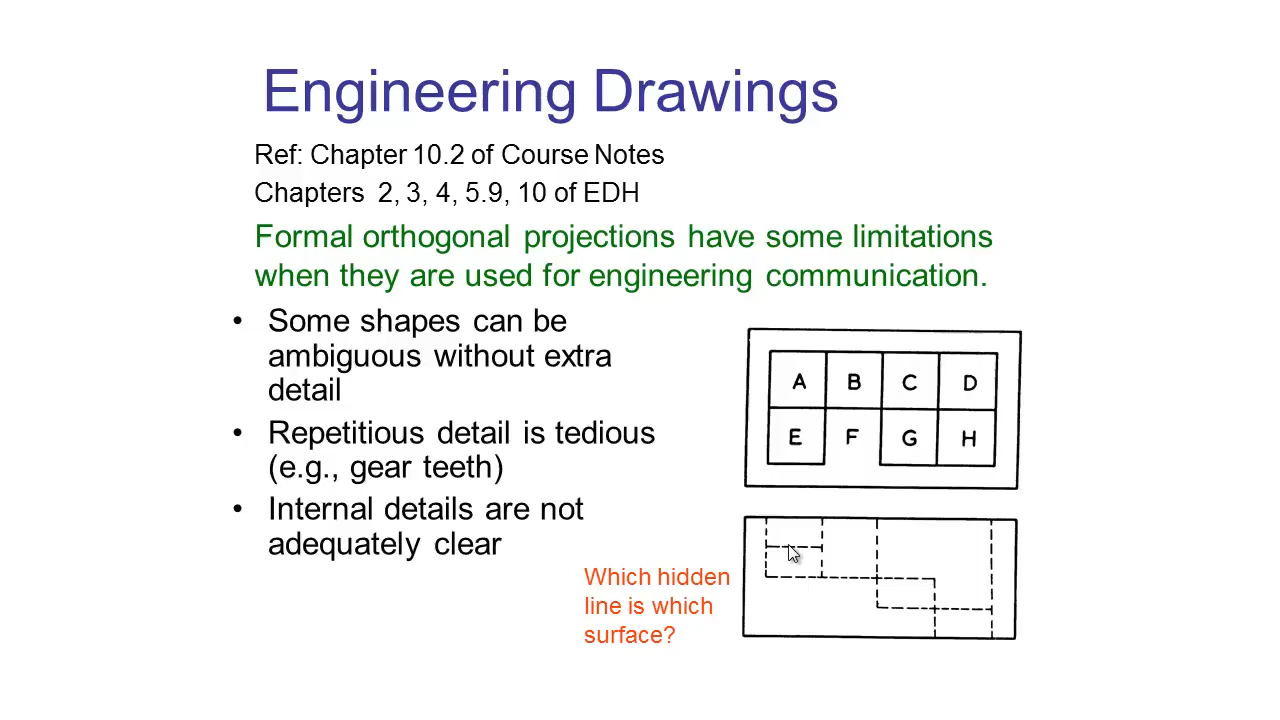 Engineering Drawings
Ref: Chapter 10.2 of Course Notes
Chapters 2, 3, 4, 5.9, 10 of EDH
Formal orthogonal projections have some limitations
when they are used for engineering communication.
• Some shapes can be
ambiguous without extra
detail
• Repetitious detail is tedious
(e.g., gear teeth)
• Internal details are not
adequately clear
A B C D
E F G H
Which hidden
line is which
surface?